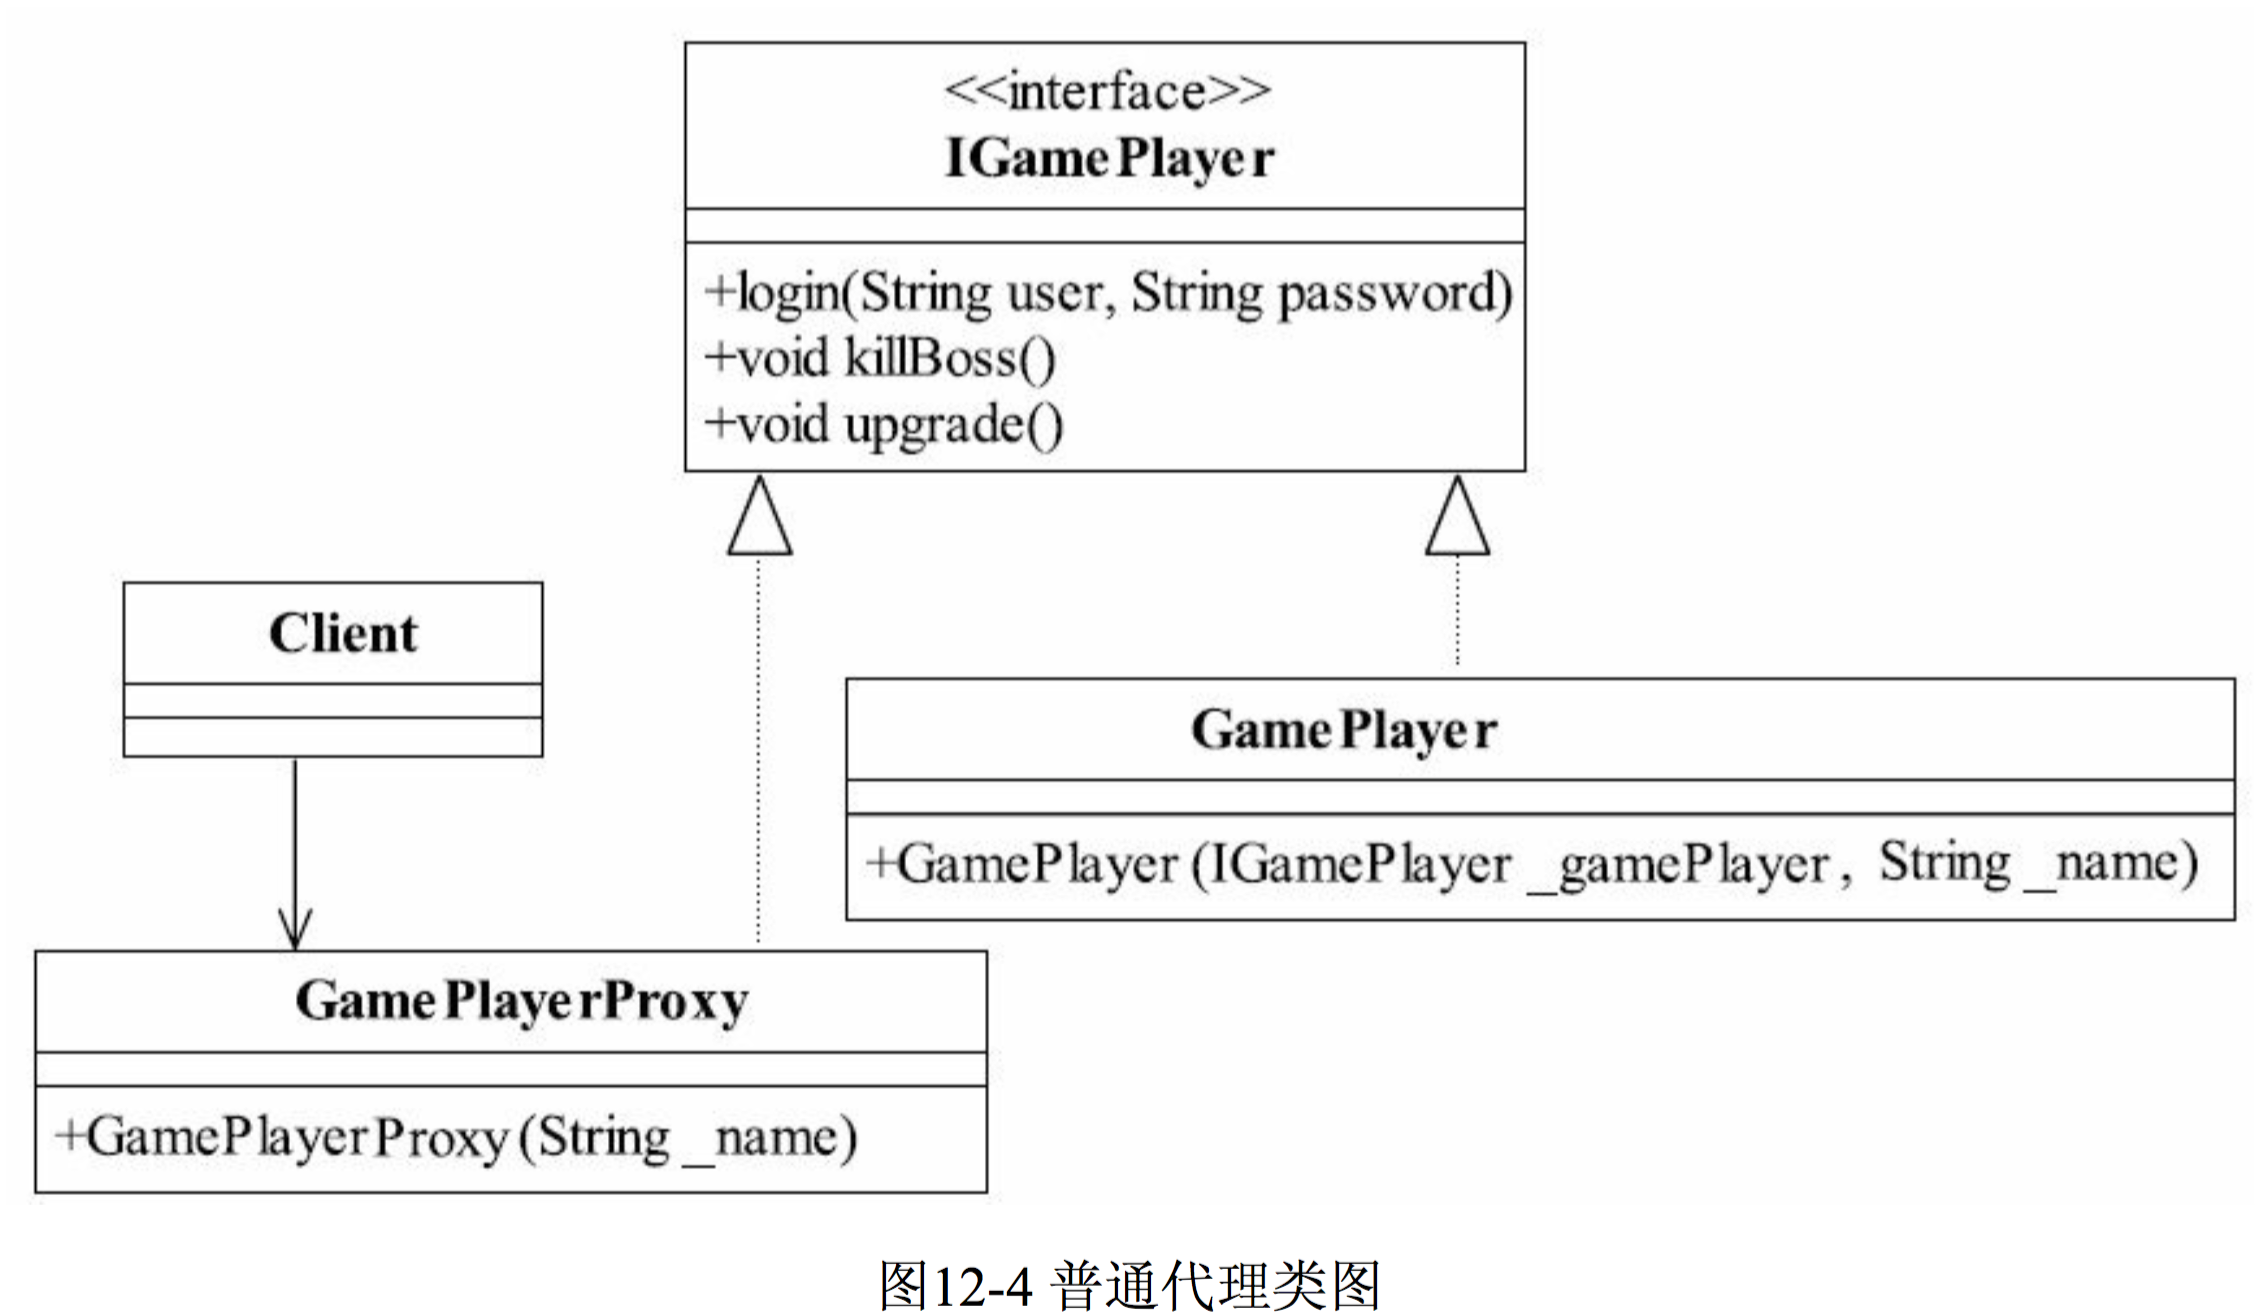 <<interface>>
IGamePlayer
+login(String user, String password)
+void killBoss()
+void upgrade()
Client
GamePlayer
+GamePlayer(IGamePlayer _gamePlayer, String _name)
GamePlayerProxy
+GamePlayerProxy(String _name)
图12-4 普通代理类图